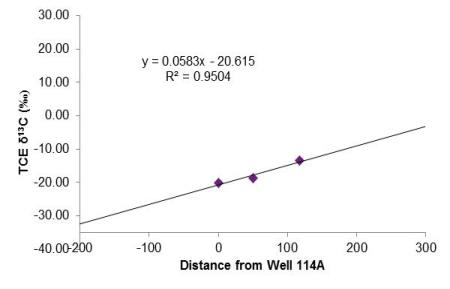 30.00
20.00
10.00
0.00
-10.00
-20.00
-30.00
-40.00
TCE δ¹³C (‰)
y = 0.0583x - 20.615
R² = 0.9504
-200 -100 0 100 200 300
Distance from Well 114A